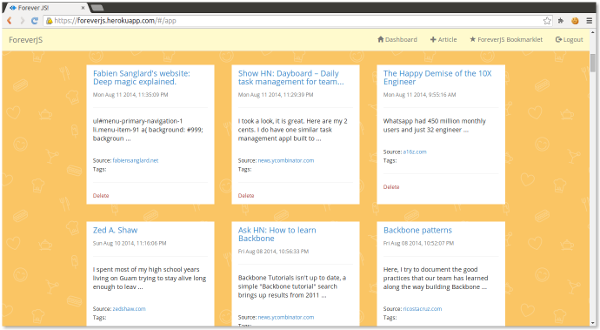 Forever JS!
https://foreverjs.herokuapp.com/#/app
ForeverJS
Dashboard
Article
ForeverJS Bookmarklet
Logout
Fabien Sanglard's website:
Deep magic explained.
Mon Aug 11 2014, 11:35:09 PM
ul#menu-primary-navigation-1
li.menu-item-91 a{ background: #999;
backgroun ...
Source: fabiensanglard.net
Tags:
Delete
Show HN: Dayboard – Daily
task management for team...
Mon Aug 11 2014, 11:29:39 PM
I took a look, it is great. Here are my 2
cents. I do have one similar task
management appl built to ...
Source: news.ycombinator.com
Tags:
Delete
The Happy Demise of the 10X
Engineer
Mon Aug 11 2014, 9:55:16 AM
Whatsapp had 450 million monthly
users and just 32 engineer ...
Source: a16z.com
Tags:
Delete
Zed A. Shaw
Sun Aug 10 2014, 11:16:06 PM
I spent most of my high school years
living on Guam trying to stay alive long
enough to leav ...
Source: zedshaw.com
Tags:
Ask HN: How to learn
Backbone
Fri Aug 08 2014, 10:56:33 PM
Backbone Tutorials isn't up to date, a
simple "Backbone tutorial" search
brings up results from 2011 ...
Source: news.ycombinator.com
Backbone patterns
Fri Aug 08 2014, 10:52:07 PM
Here, I try to document the good
practices that our team has learned
along the way building Backbone ...
Source: ricostacruz.com
Tags: